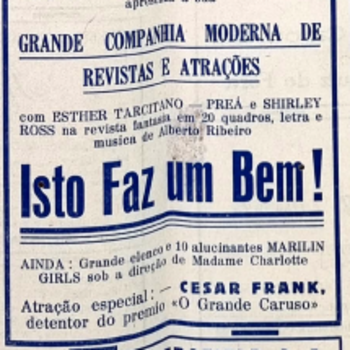 apresenta a sua
GRANDE COMPANHIA MODERNA DE
REVISTAS E ATRAÇÕES
com ESTHER TARCITANO — PREÁ e SHIRLEY
ROSS na revista fantasia em 20 quadros, letra e
musica de Alberto Ribeiro
Isto Faz um Bem!
AINDA: Grande elenco e 10 alucinantes MARILIN
GIRLS sob a direção de Madame Charlotte
Atração especial: — CESAR FRANK,
detentor do premio «O Grande Caruso»